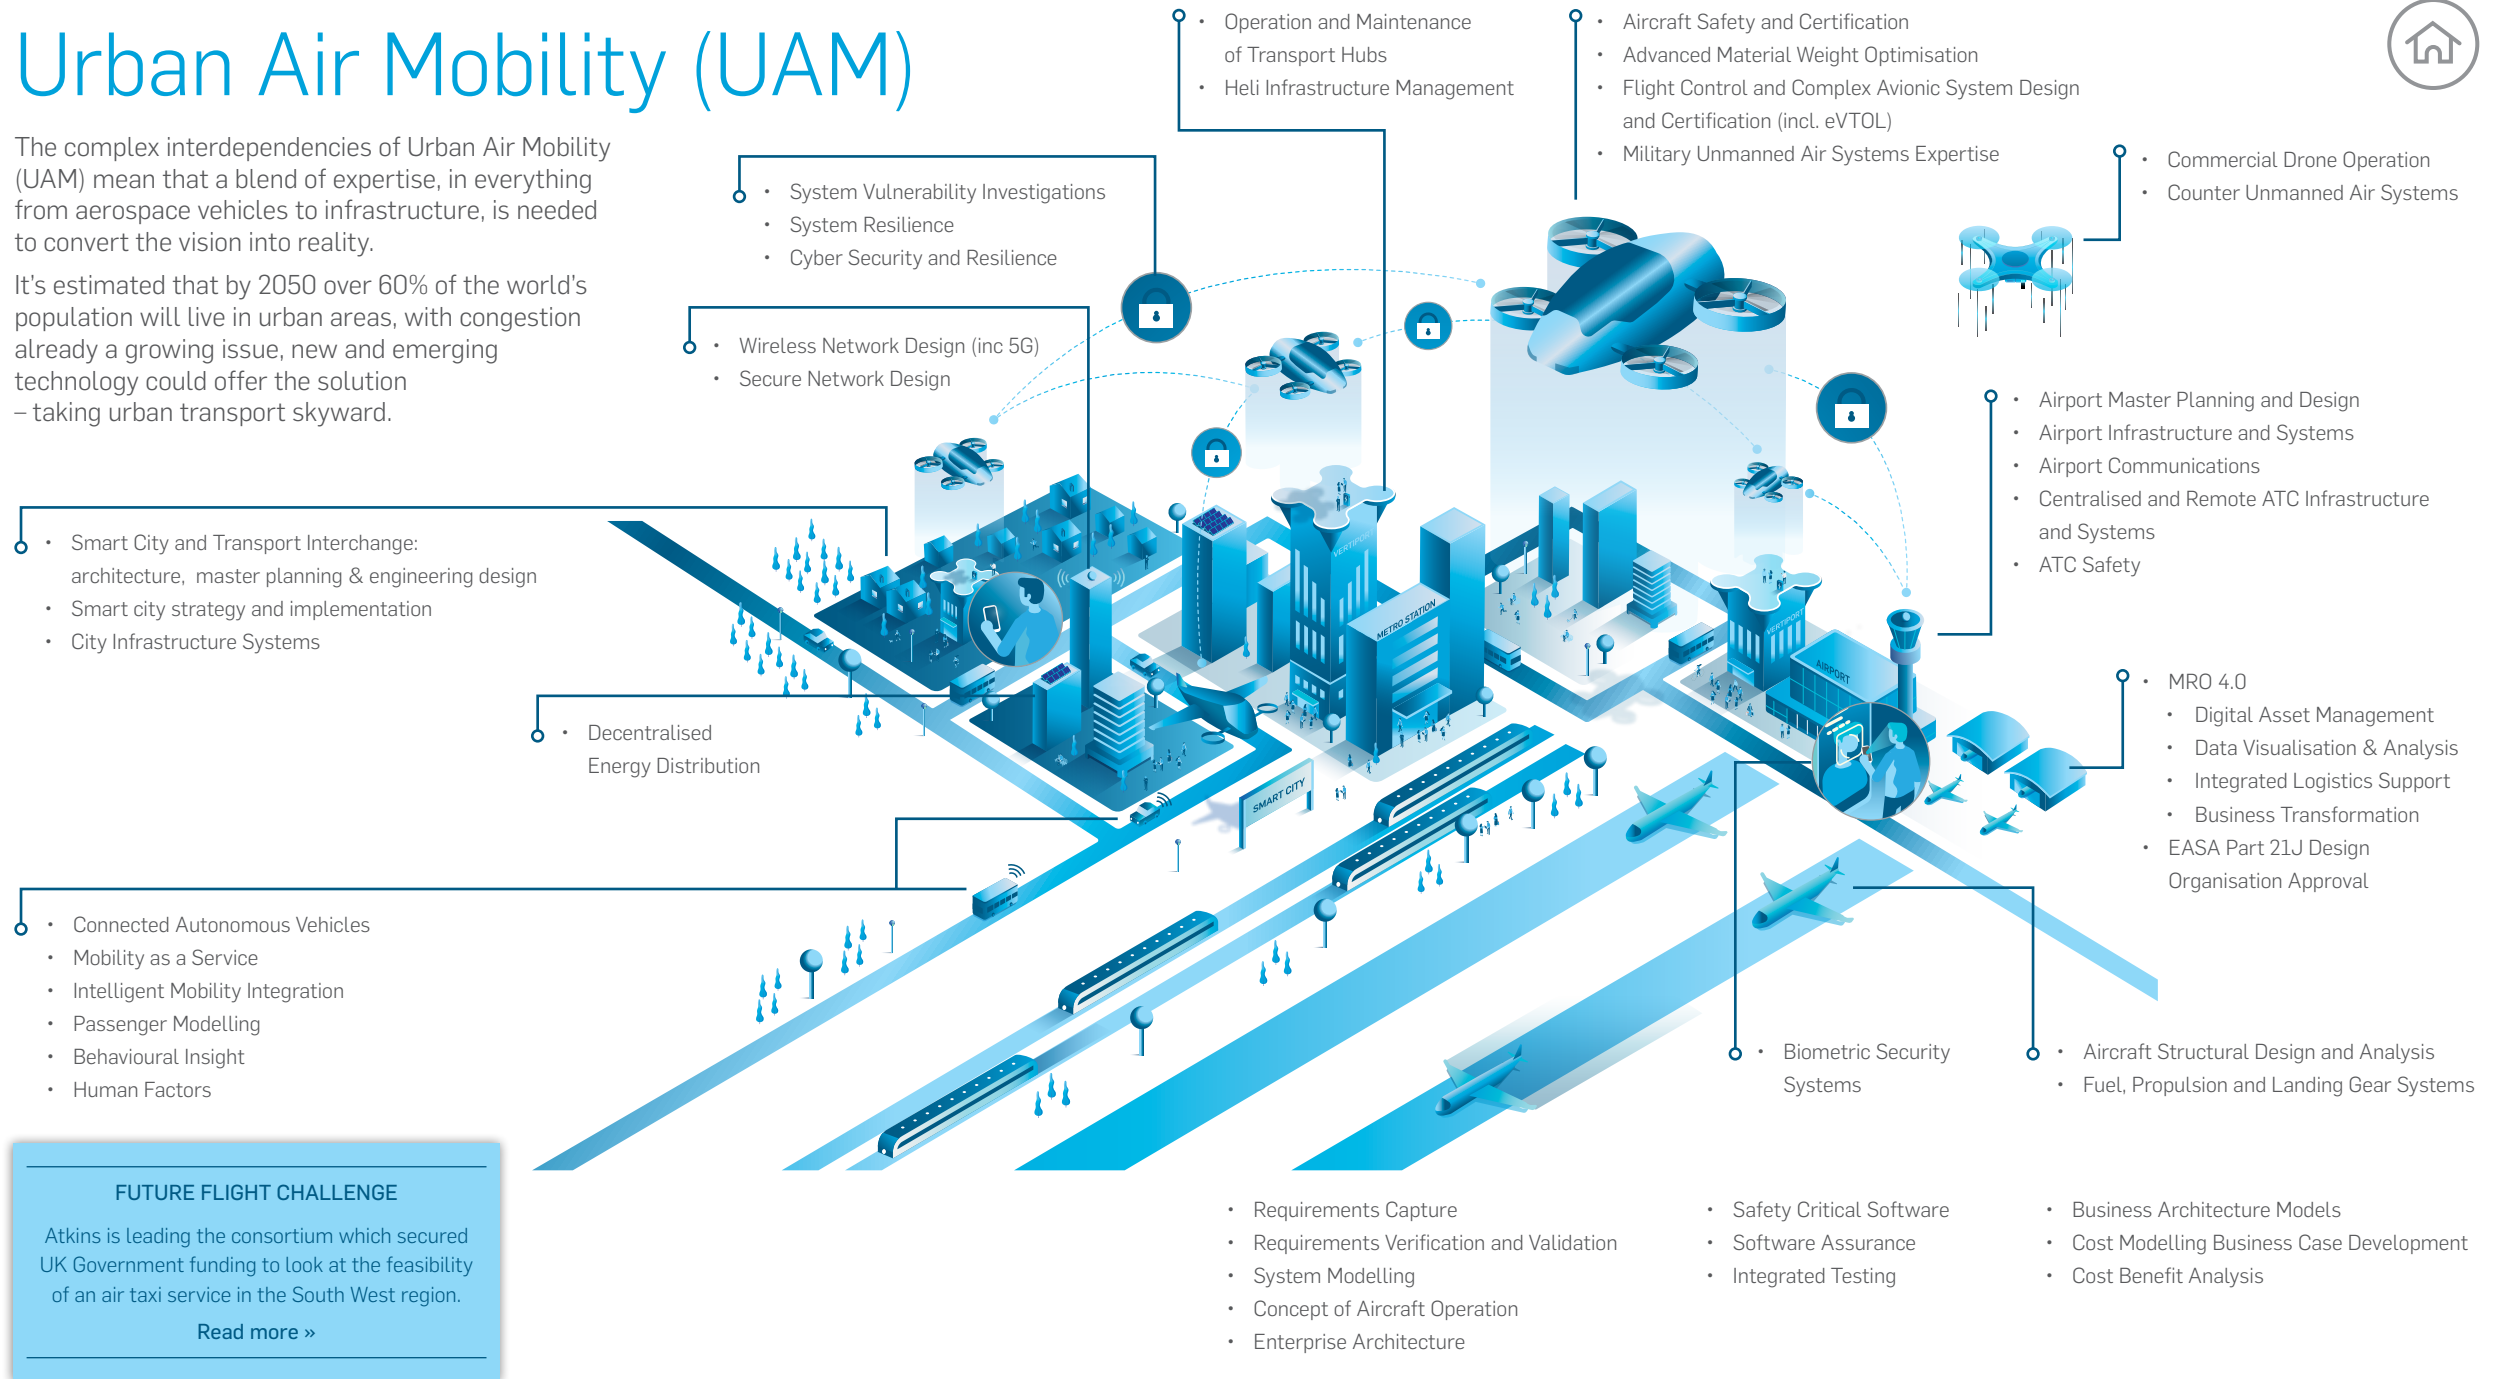 Urban Air Mobility (UAM)
The complex interdependencies of Urban Air Mobility
(UAM) mean that a blend of expertise, in everything
from aerospace vehicles to infrastructure, is needed
to convert the vision into reality.
It's estimated that by 2050 over 60% of the world's
population will live in urban areas, with congestion
already a growing issue, new and emerging
technology could offer the solution
– taking urban transport skyward.
• Operation and Maintenance
of Transport Hubs
• Heli Infrastructure Management
• Aircraft Safety and Certification
• Advanced Material Weight Optimisation
• Flight Control and Complex Avionic System Design
and Certification (incl. eVTOL)
• Military Unmanned Air Systems Expertise
• Commercial Drone Operation
• Counter Unmanned Air Systems
• System Vulnerability Investigations
• System Resilience
• Cyber Security and Resilience
• Wireless Network Design (inc 5G)
• Secure Network Design
• Airport Master Planning and Design
• Airport Infrastructure and Systems
• Airport Communications
• Centralised and Remote ATC Infrastructure
and Systems
• ATC Safety
• Smart City and Transport Interchange:
architecture, master planning & engineering design
• Smart city strategy and implementation
• City Infrastructure Systems
VERTIPORT
METRO STATION
VERTIPORT
AIRPORT
SMART CITY
• Decentralised
Energy Distribution
• MRO 4.0
• Digital Asset Management
• Data Visualisation & Analysis
• Integrated Logistics Support
• Business Transformation
• EASA Part 21J Design
Organisation Approval
• Connected Autonomous Vehicles
• Mobility as a Service
• Intelligent Mobility Integration
• Passenger Modelling
• Behavioural Insight
• Human Factors
• Biometric Security
Systems
• Aircraft Structural Design and Analysis
• Fuel, Propulsion and Landing Gear Systems
FUTURE FLIGHT CHALLENGE
Atkins is leading the consortium which secured
UK Government funding to look at the feasibility
of an air taxi service in the South West region.
Read more »
• Requirements Capture
• Requirements Verification and Validation
• System Modelling
• Concept of Aircraft Operation
• Enterprise Architecture
• Safety Critical Software
• Software Assurance
• Integrated Testing
• Business Architecture Models
• Cost Modelling Business Case Development
• Cost Benefit Analysis